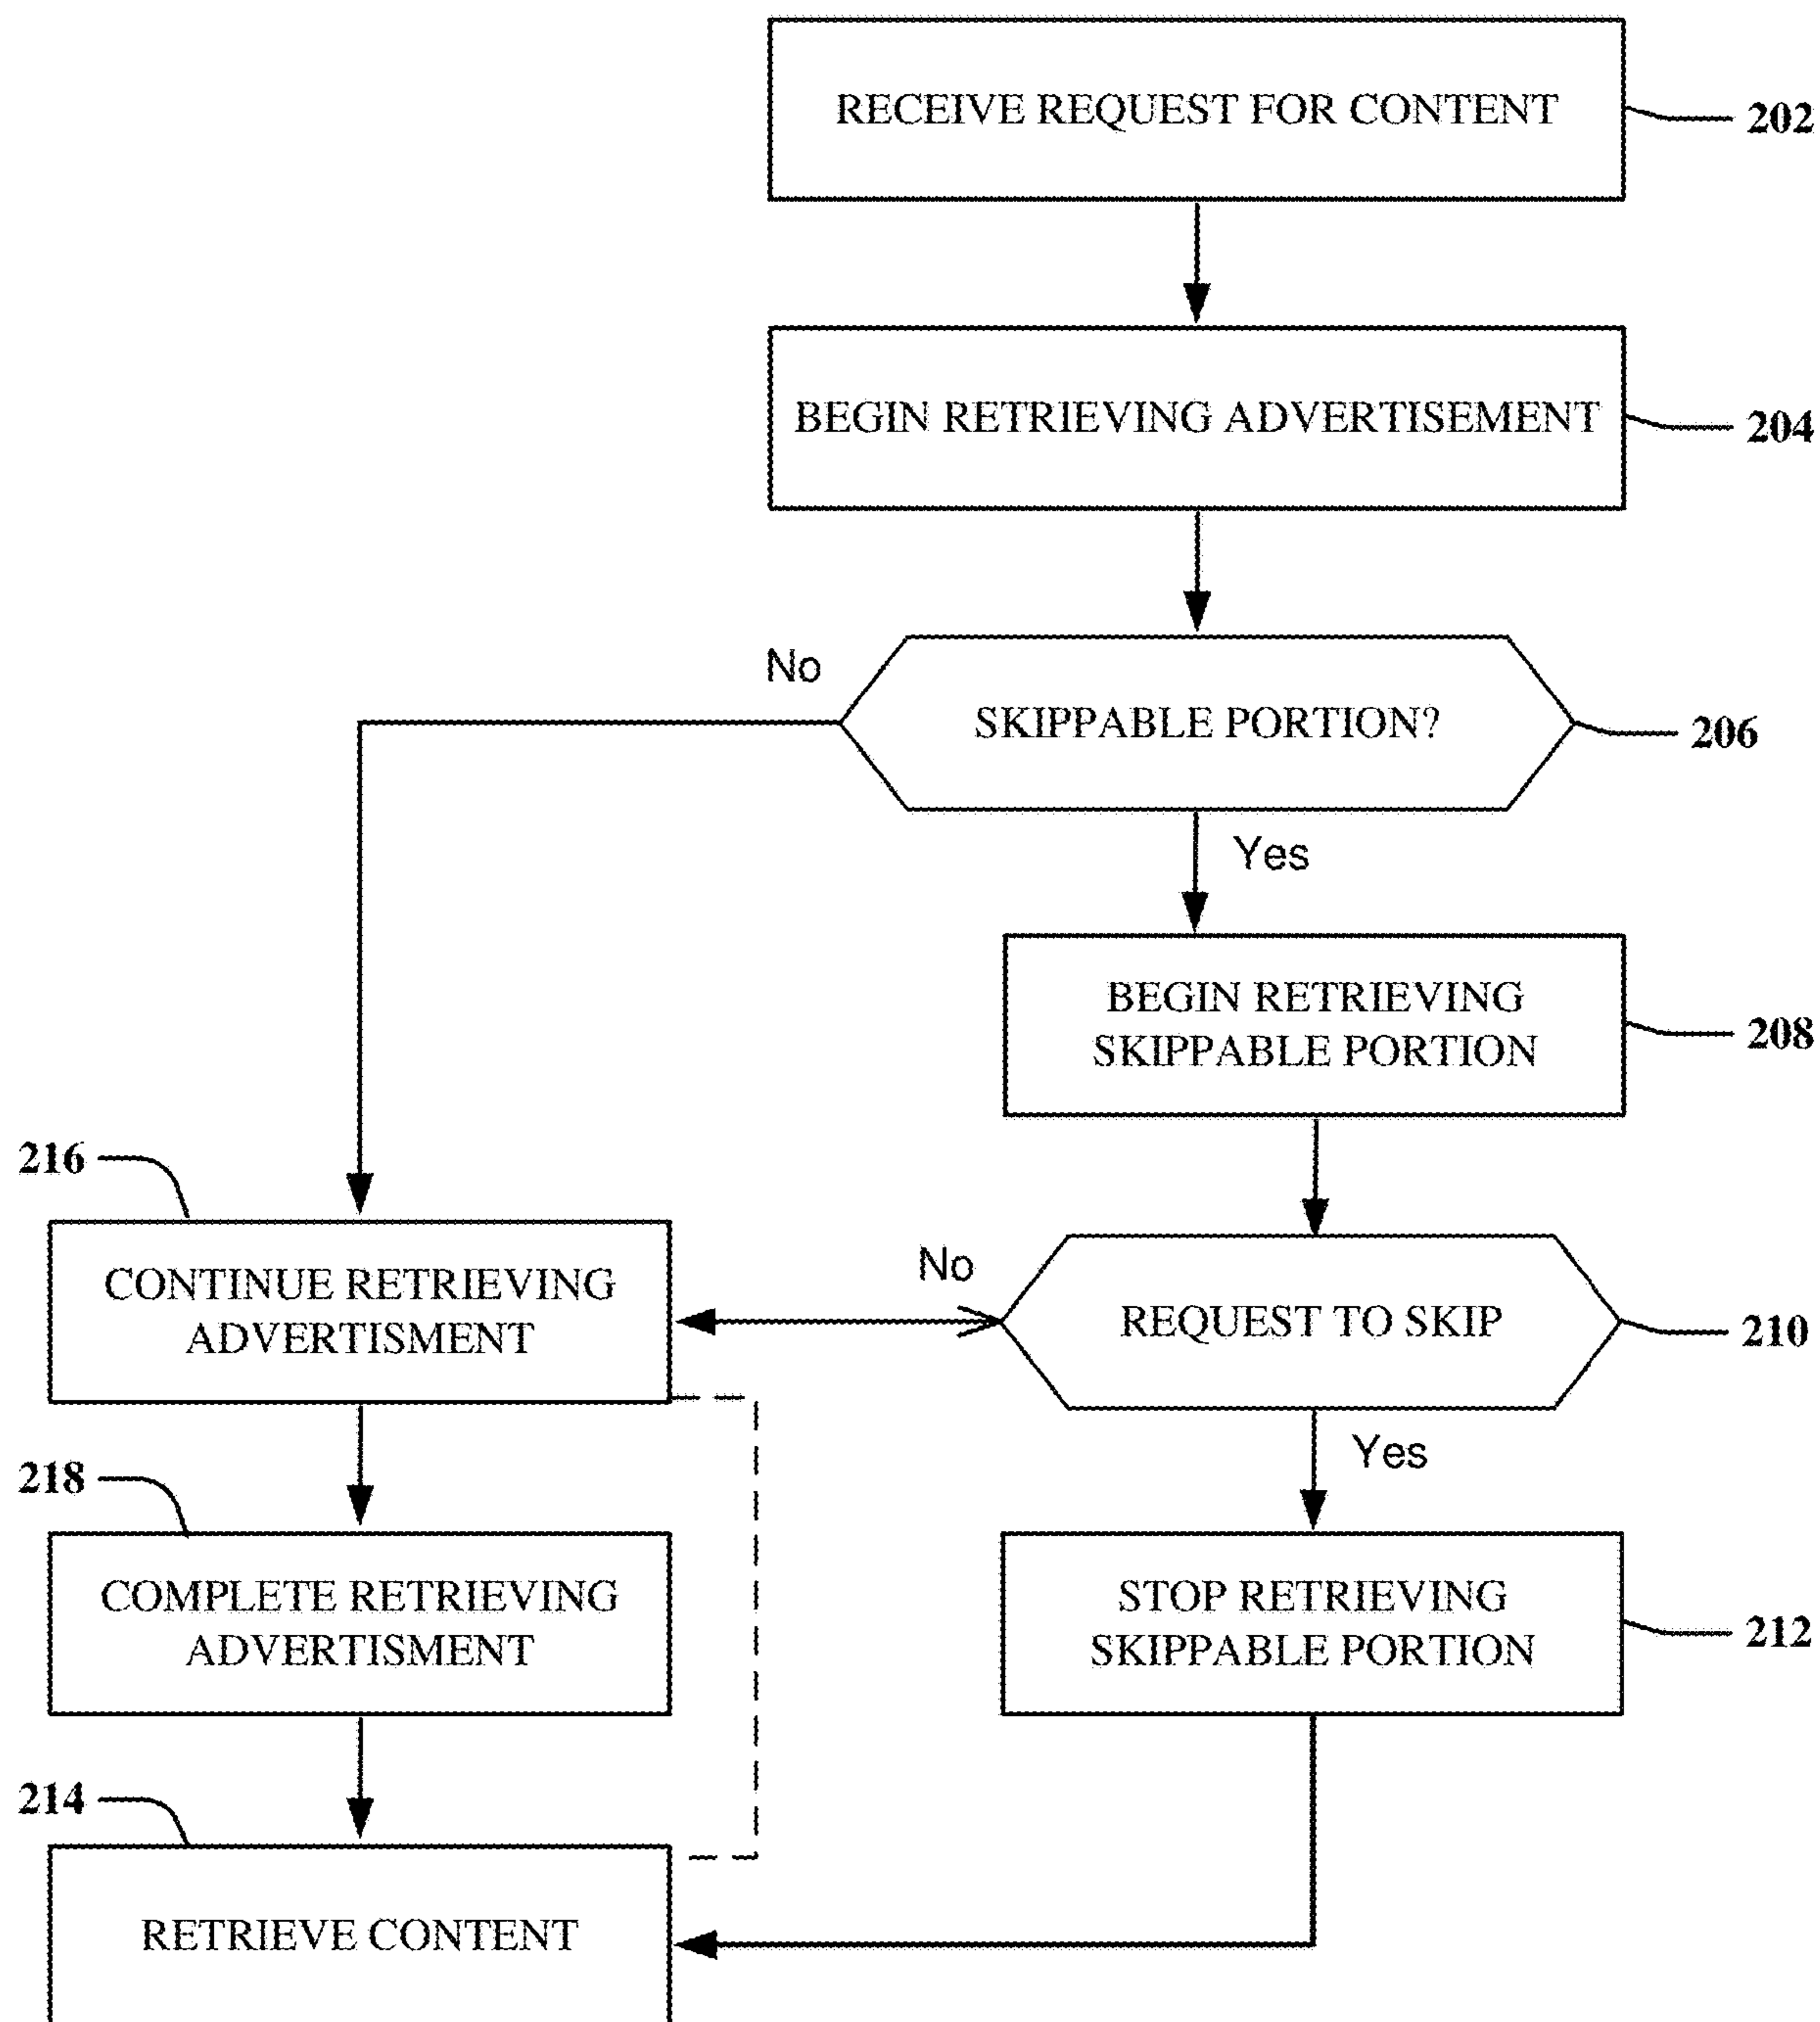 RECEIVE REQUEST FOR CONTENT
202
BEGIN RETRIEVING ADVERTISEMENT
204
No
SKIPPABLE PORTION?
206
Yes
BEGIN RETRIEVING
SKIPPABLE PORTION
208
216
CONTINUE RETRIEVING
ADVERTISMENT
No
REQUEST TO SKIP
210
Yes
218
COMPLETE RETRIEVING
ADVERTISMENT
STOP RETRIEVING
SKIPPABLE PORTION
212
214
RETRIEVE CONTENT